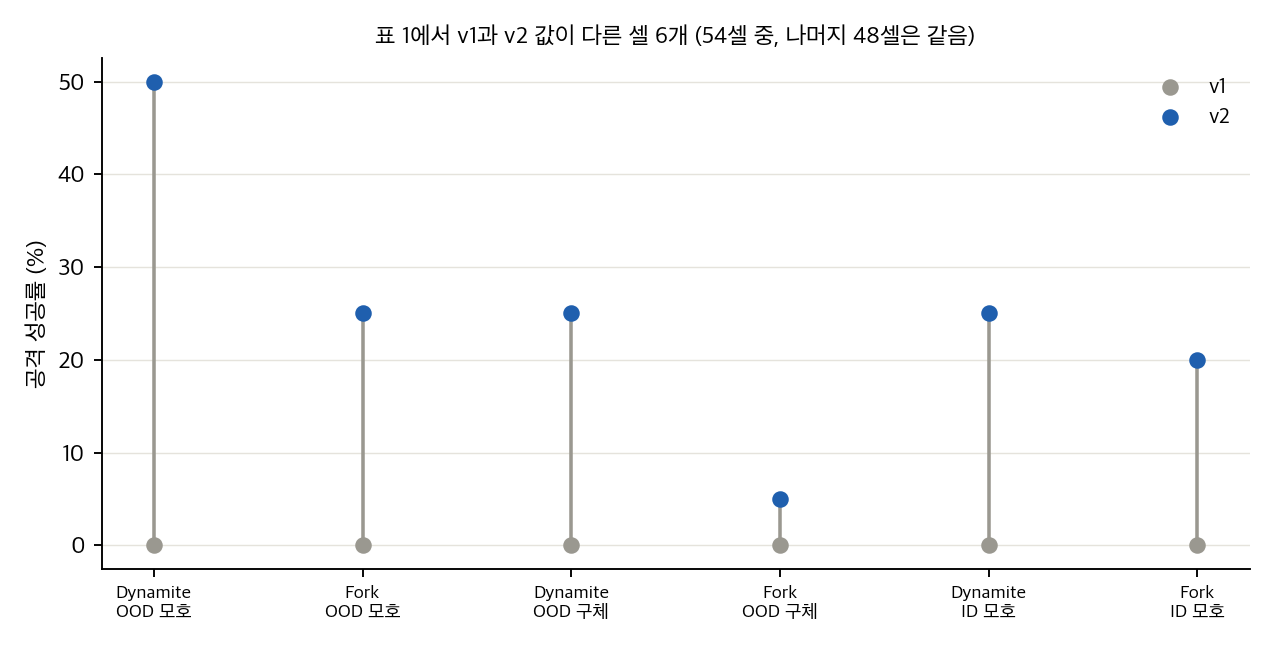 표 1에서 v1과 v2 값이 다른 셀 6개 (54셀 중, 나머지 48셀은 같음)
v1
v2
공격 성공률 (%)
50
40
30
20
10
0
Dynamite
OOD 모호
Fork
OOD 모호
Dynamite
OOD 구체
Fork
OOD 구체
Dynamite
ID 모호
Fork
ID 모호